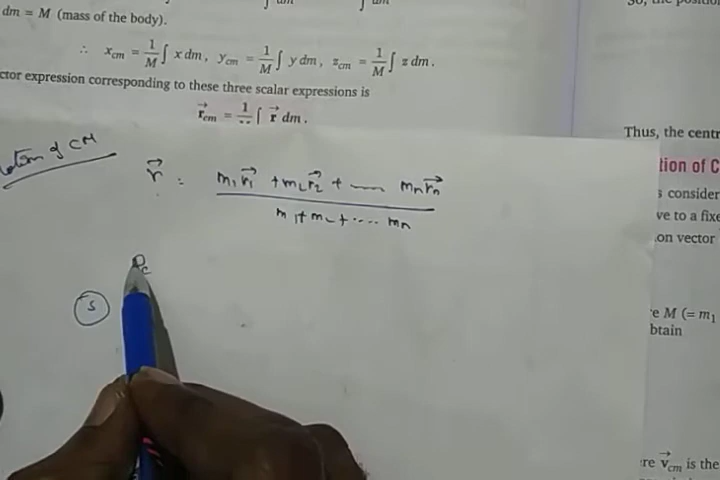 dm = M (mass of the body).
∴ x_cm = 1/M ∫ x dm, y_cm = 1/M ∫ y dm, z_cm = 1/M ∫ z dm.
ctor expression corresponding to these three scalar expressions is
r⃗_cm = 1/ ∫ r⃗ dm.
of CM
r⃗ = (m₁r⃗₁ + m₂r⃗₂ + ..... mₙr⃗ₙ) / (m₁ + m₂ + .... mₙ)
S
Thus, the centr
tion of C
s consider
ve to a fixe
on vector
e M (= m₁
btain
re v⃗_cm is the